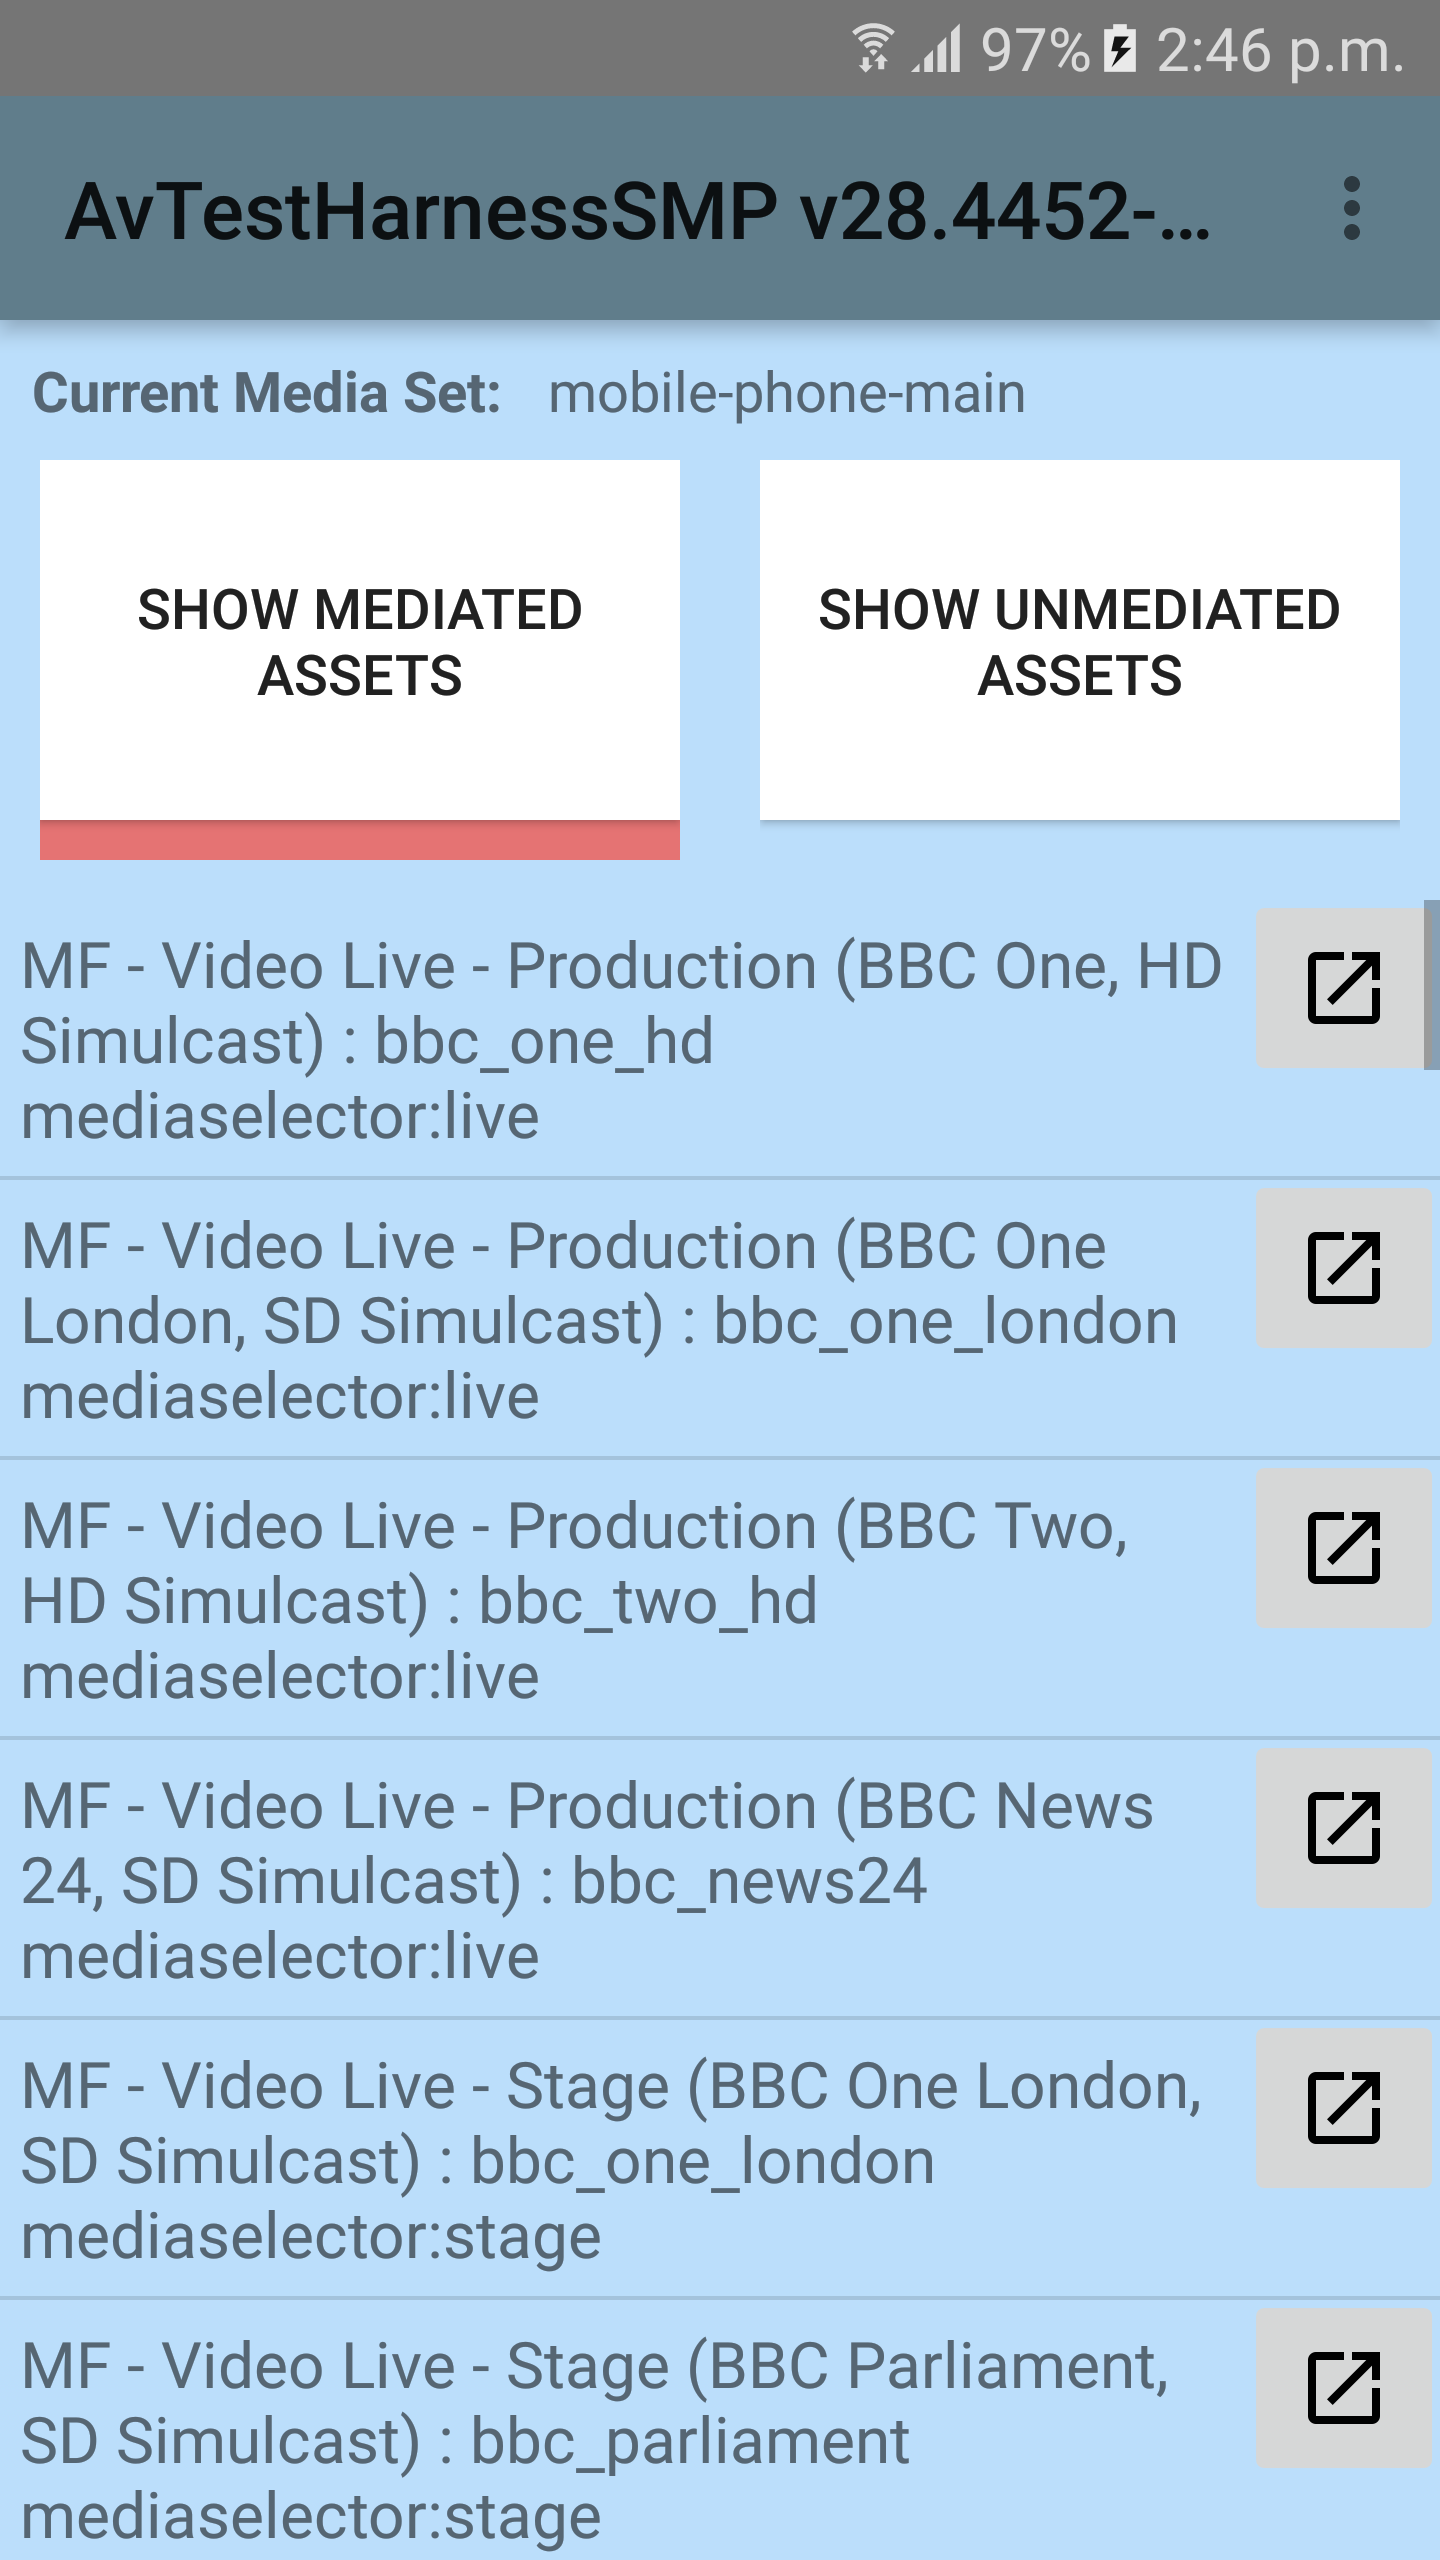 97% 2:46 p.m.
AvTestHarnessSMP v28.4452-...
Current Media Set: mobile-phone-main
SHOW MEDIATED
ASSETS
SHOW UNMEDIATED
ASSETS
MF - Video Live - Production (BBC One, HD
Simulcast) : bbc_one_hd
mediaselector:live
MF - Video Live - Production (BBC One
London, SD Simulcast) : bbc_one_london
mediaselector:live
MF - Video Live - Production (BBC Two,
HD Simulcast) : bbc_two_hd
mediaselector:live
MF - Video Live - Production (BBC News
24, SD Simulcast) : bbc_news24
mediaselector:live
MF - Video Live - Stage (BBC One London,
SD Simulcast) : bbc_one_london
mediaselector:stage
MF - Video Live - Stage (BBC Parliament,
SD Simulcast) : bbc_parliament
mediaselector:stage